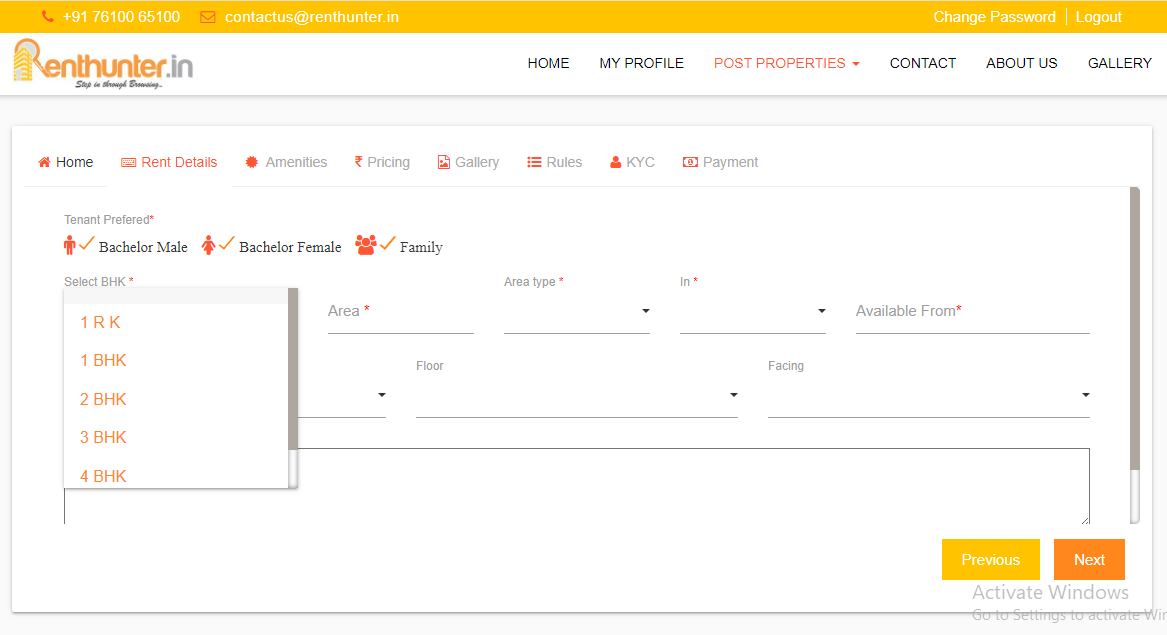 +91 76100 65100 contactus@renthunter.in Change Password Logout
Renthunter.in
Step in through Browsing..
HOME MY PROFILE POST PROPERTIES CONTACT ABOUT US GALLERY
Home Rent Details Amenities ₹ Pricing Gallery Rules KYC Payment
Tenant Prefered*
Bachelor Male Bachelor Female Family
Select BHK * Area type * In *
Area * Available From*
1 R K
1 BHK
Floor Facing
2 BHK
3 BHK
4 BHK
Previous Next
Activate Windows
Go to Settings to activate Wi